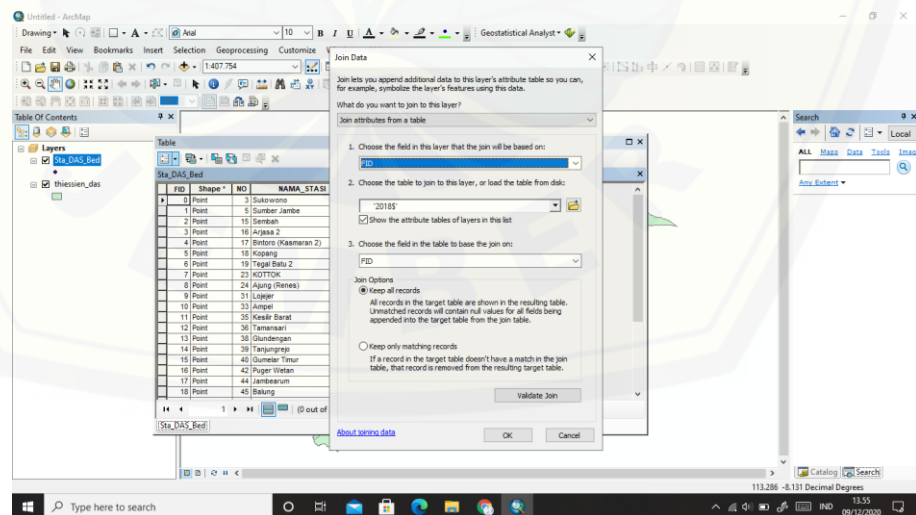 Untitled - ArcMap
Drawing
Arial
10
B I U A
Geostatistical Analyst
File Edit View Bookmarks Insert Selection Geoprocessing Customize
1:407.754
Table Of Contents
Layers
Sta_DAS_Bed
thiessien_das
Table
Sta_DAS_Bed
FID Shape * NO NAMA_STASI
0 Point 3 Sukowono
1 Point 5 Sumber Jambe
2 Point 15 Sembah
3 Point 16 Arjasa 2
4 Point 17 Bintoro (Kasmaran 2)
5 Point 18 Kopang
6 Point 19 Tegal Batu 2
7 Point 23 KOTTOK
8 Point 24 Ajung (Renes)
9 Point 31 Lojejer
10 Point 33 Ampel
11 Point 35 Kesilir Barat
12 Point 36 Tamansari
13 Point 38 Glundengan
14 Point 39 Tanjungrejo
15 Point 40 Gumelar Timur
16 Point 42 Puger Wetan
17 Point 44 Jambearum
18 Point 45 Balung
1
(0 out of
Sta_DAS_Bed
Join Data
Join lets you append additional data to this layer's attribute table so you can,
for example, symbolize the layer's features using this data.
What do you want to join to this layer?
Join attributes from a table
1. Choose the field in this layer that the join will be based on:
FID
2. Choose the table to join to this layer, or load the table from disk:
'2018$'
Show the attribute tables of layers in this list
3. Choose the field in the table to base the join on:
FID
Join Options
Keep all records
All records in the target table are shown in the resulting table.
Unmatched records will contain null values for all fields being
appended into the target table from the join table.
Keep only matching records
If a record in the target table doesn't have a match in the join
table, that record is removed from the resulting target table.
Validate Join
About joining data
OK Cancel
Search
Local
ALL Maps Data Tools Imag
Any Extent
Catalog Search
113.286 -8.131 Decimal Degrees
Type here to search
IND
13.55
09/12/2020